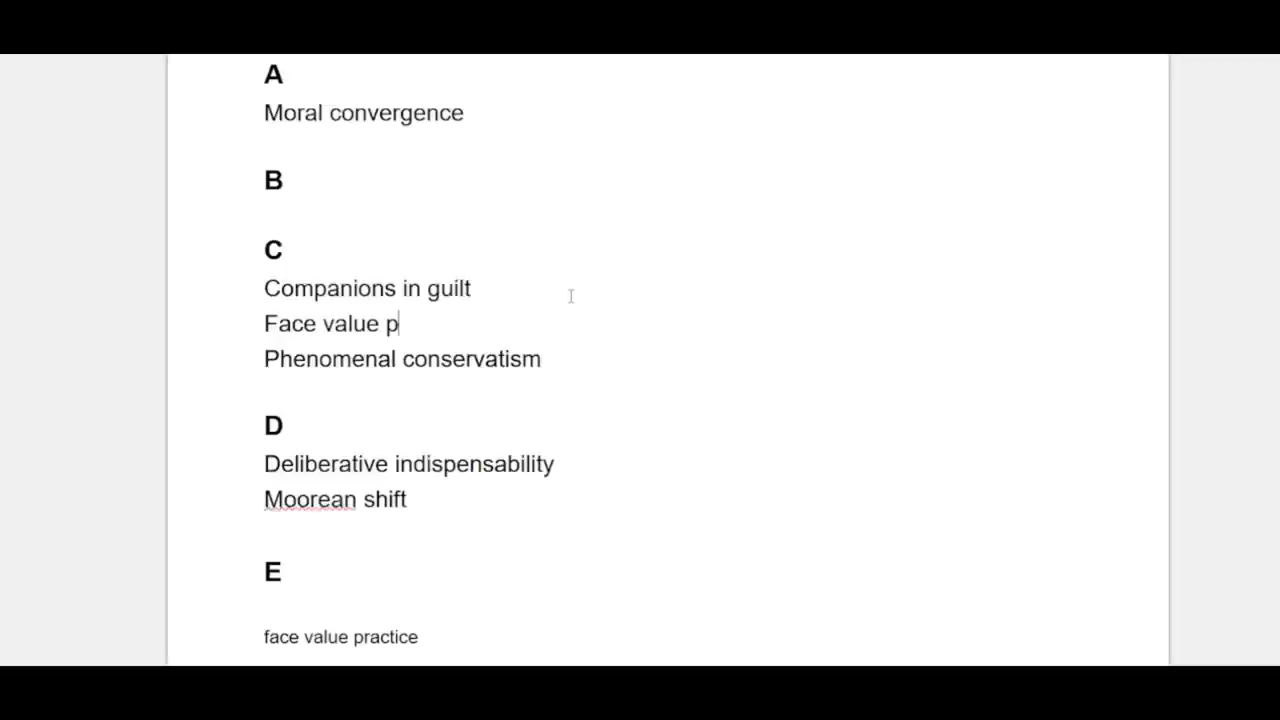 A
Moral convergence
B
C
Companions in guilt
Face value p
Phenomenal conservatism
D
Deliberative indispensability
Moorean shift
E
face value practice